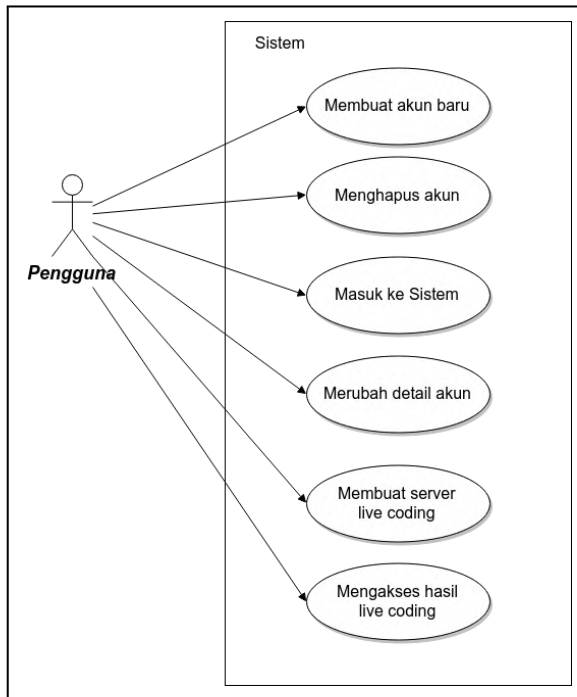 Sistem
Membuat akun baru
Menghapus akun
Pengguna
Masuk ke Sistem
Merubah detail akun
Membuat server
live coding
Mengakses hasil
live coding